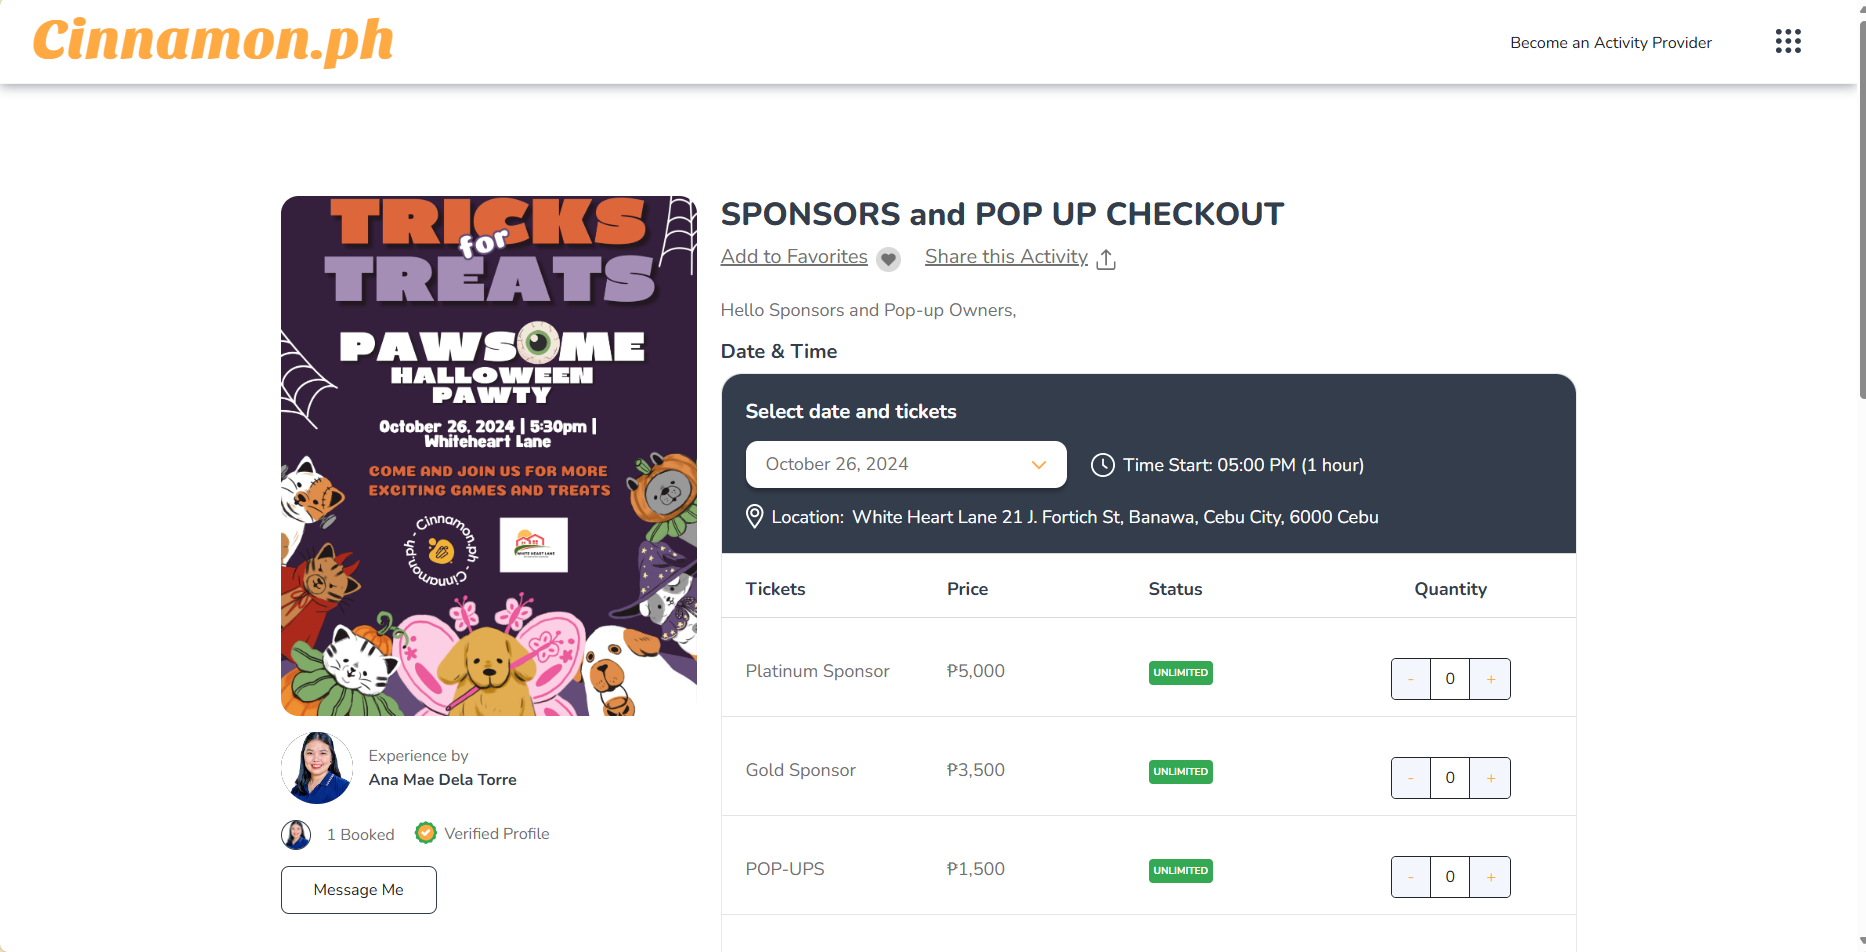 Cinnamon.ph
Become an Activity Provider
TRICKS
for
TREATS
PAWSOME
HALLOWEEN
PAWTY
October 26, 2024 | 5:30pm |
Whiteheart Lane
COME AND JOIN US FOR MORE
EXCITING GAMES AND TREATS
Cinnamon.ph - Cinnamon.ph -
WHITE HEART LANE
Experience by
Ana Mae Dela Torre
1 Booked
Verified Profile
Message Me
SPONSORS and POP UP CHECKOUT
Add to Favorites
Share this Activity
Hello Sponsors and Pop-up Owners,
Date & Time
Select date and tickets
October 26, 2024
Time Start: 05:00 PM (1 hour)
Location: White Heart Lane 21 J. Fortich St, Banawa, Cebu City, 6000 Cebu
Tickets Price Status Quantity
Platinum Sponsor ₱5,000 UNLIMITED - 0 +
Gold Sponsor ₱3,500 UNLIMITED - 0 +
POP-UPS ₱1,500 UNLIMITED - 0 +